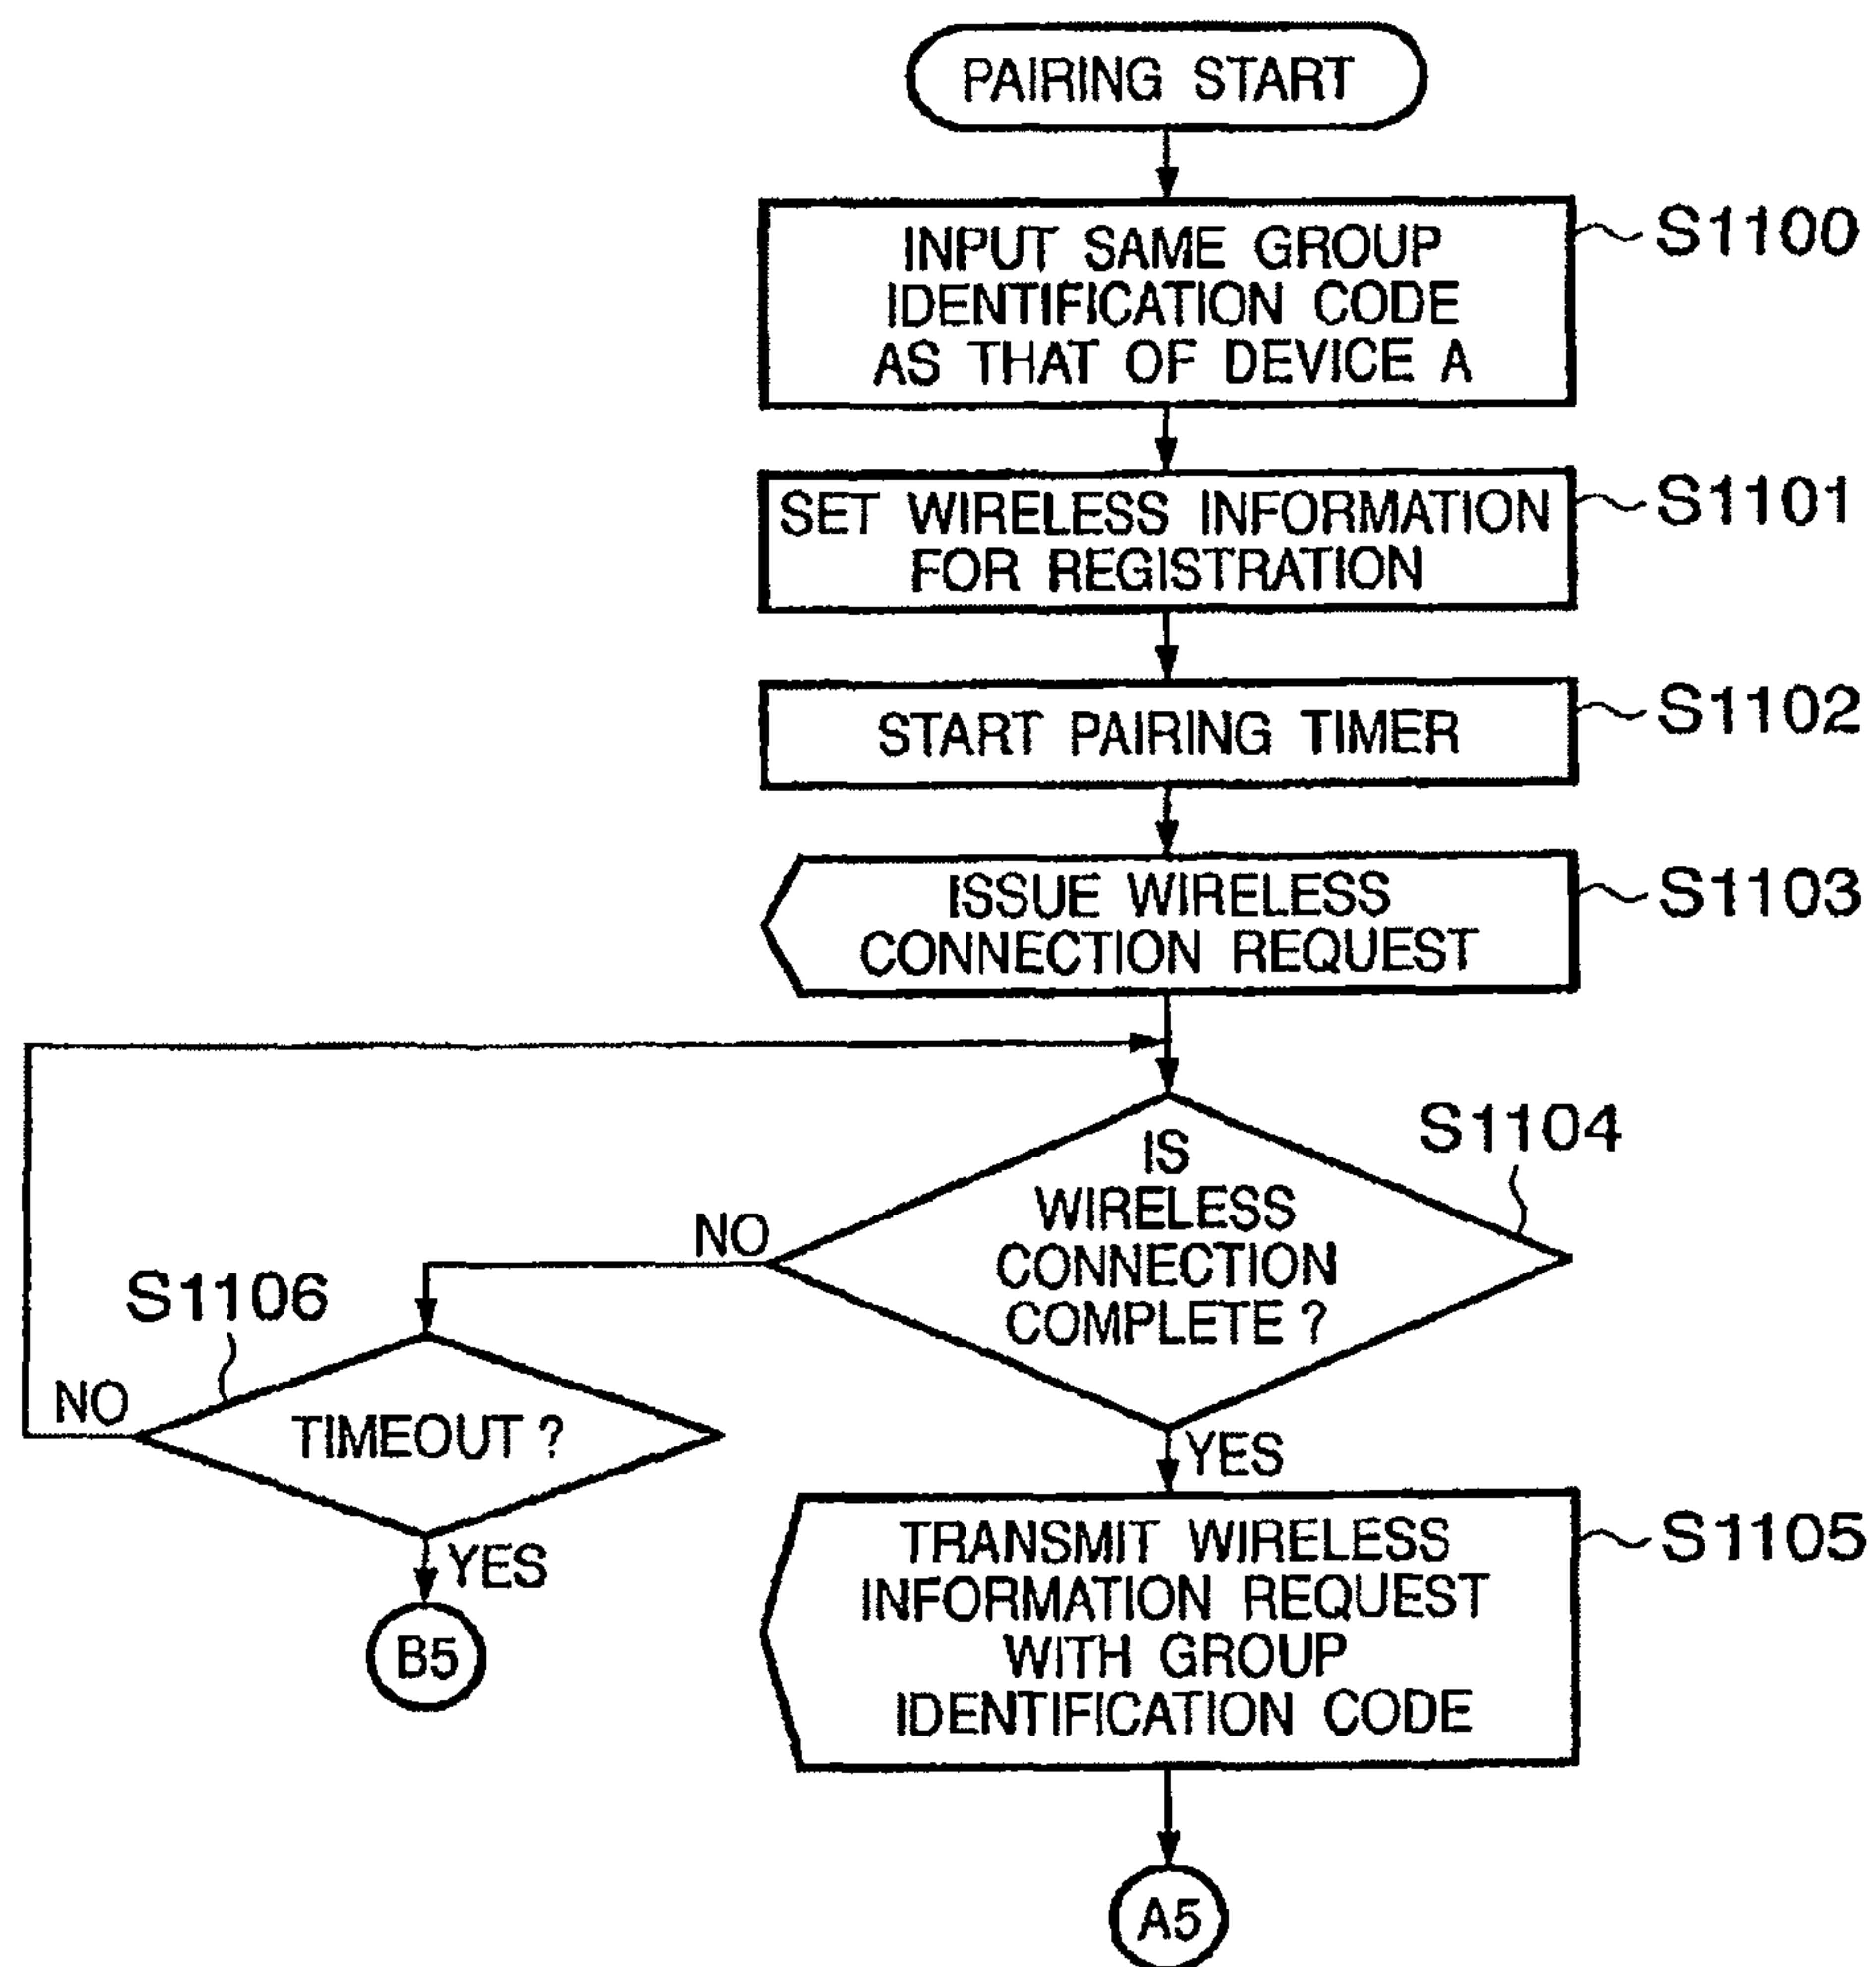 PAIRING START
INPUT SAME GROUP
IDENTIFICATION CODE
AS THAT OF DEVICE A
S1100
SET WIRELESS INFORMATION
FOR REGISTRATION
S1101
START PAIRING TIMER
S1102
ISSUE WIRELESS
CONNECTION REQUEST
S1103
IS
WIRELESS
CONNECTION
COMPLETE ?
S1104
NO
S1106
TIMEOUT ?
NO
YES
B5
YES
TRANSMIT WIRELESS
INFORMATION REQUEST
WITH GROUP
IDENTIFICATION CODE
S1105
A5